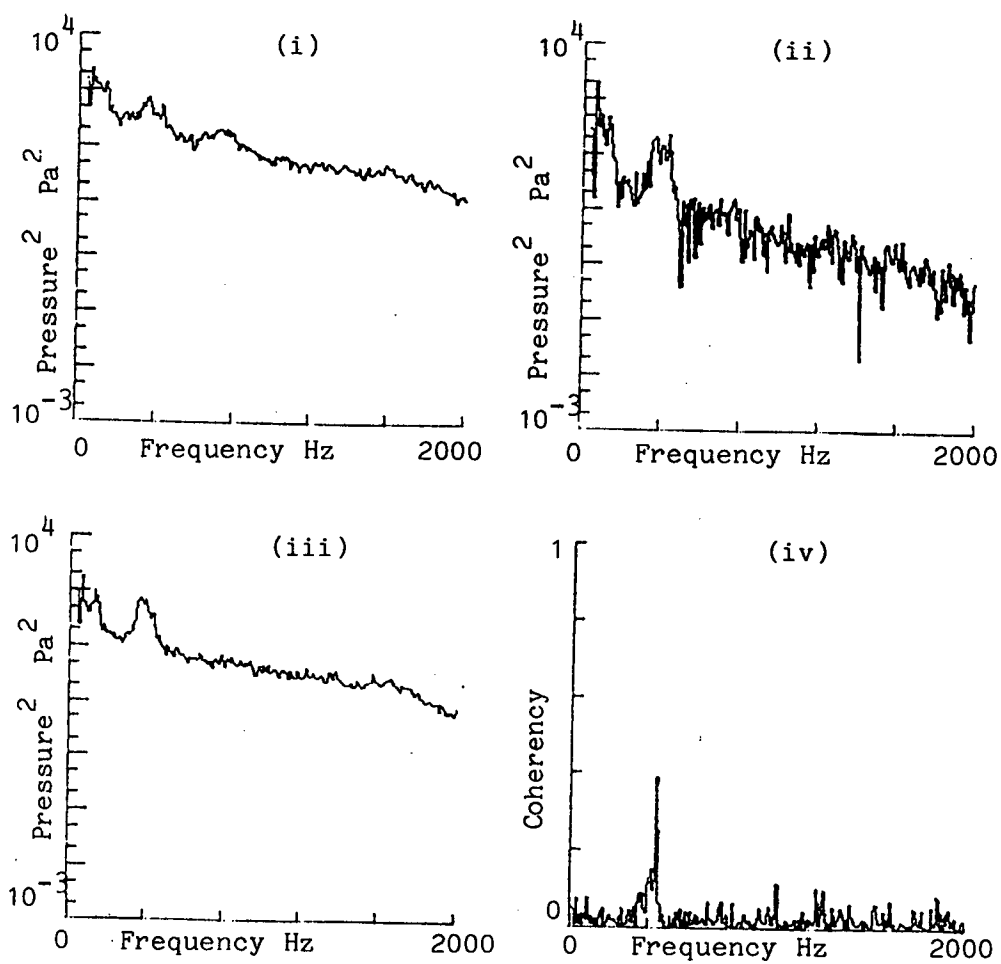 (i)
10^4
Pressure^2 Pa^2
10^-3
0 Frequency Hz 2000
(ii)
10^4
Pressure^2 Pa^2
10^-3
0 Frequency Hz 2000
(iii)
10^4
Pressure^2 Pa^2
10^-3
0 Frequency Hz 2000
(iv)
1
Coherency
0
0 Frequency Hz 2000